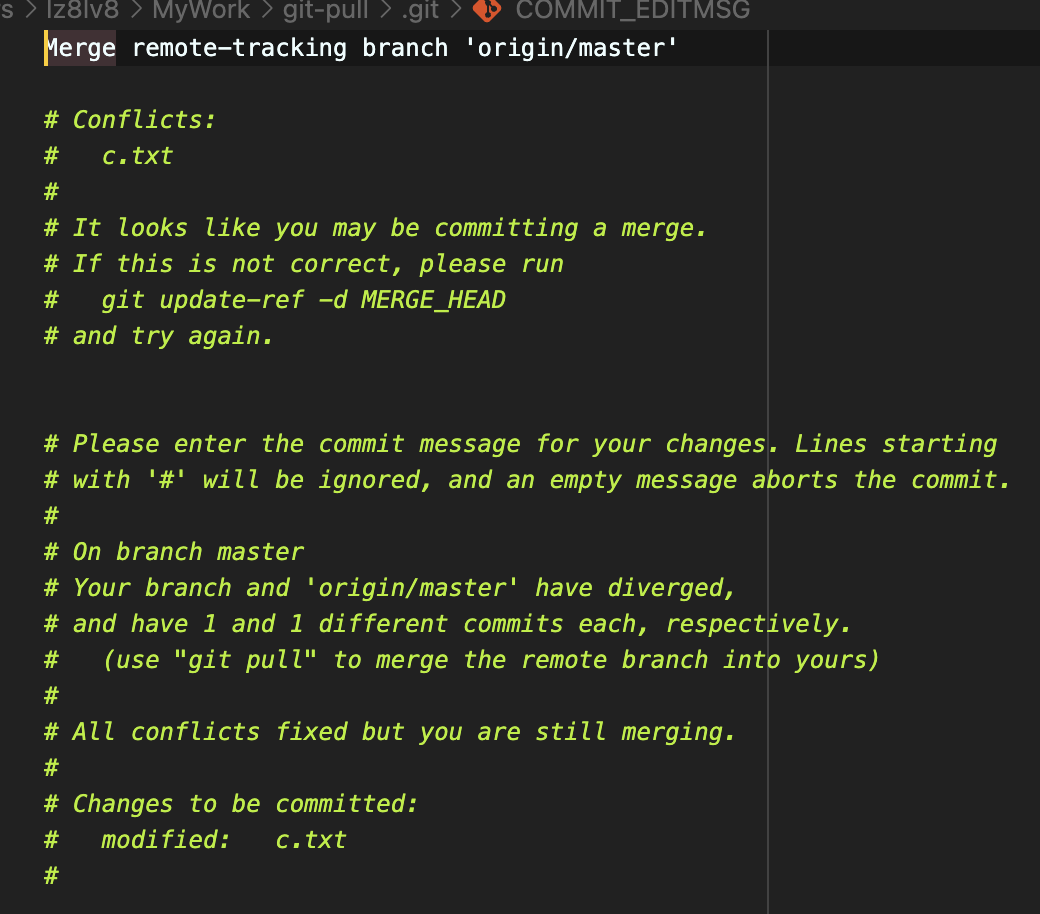 s > lz8lv8 > MyWork > git-pull > .git > COMMIT_EDITMSG
Merge remote-tracking branch 'origin/master'
# Conflicts:
#   c.txt
#
# It looks like you may be committing a merge.
# If this is not correct, please run
#   git update-ref -d MERGE_HEAD
# and try again.
# Please enter the commit message for your changes. Lines starting
# with '#' will be ignored, and an empty message aborts the commit.
#
# On branch master
# Your branch and 'origin/master' have diverged,
# and have 1 and 1 different commits each, respectively.
#   (use "git pull" to merge the remote branch into yours)
#
# All conflicts fixed but you are still merging.
#
# Changes to be committed:
#   modified:   c.txt
#